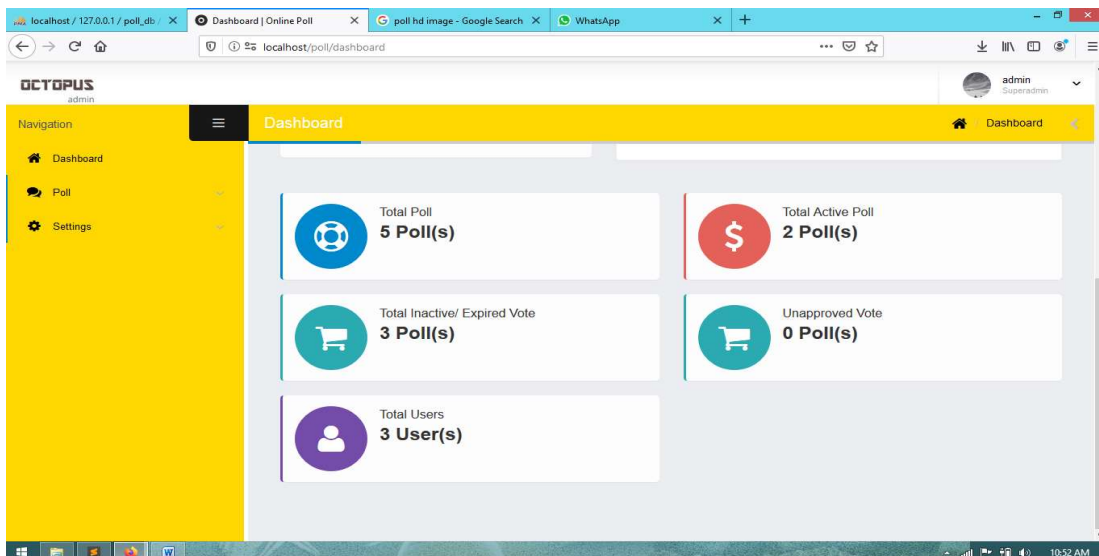 localhost / 127.0.0.1 / poll_db /
Dashboard | Online Poll
poll hd image - Google Search
WhatsApp
localhost/poll/dashboard
OCTOPUS
admin
admin
Superadmin
Navigation
Dashboard
Dashboard
Dashboard
Poll
Settings
Total Poll
5 Poll(s)
Total Active Poll
2 Poll(s)
Total Inactive/ Expired Vote
3 Poll(s)
Unapproved Vote
0 Poll(s)
Total Users
3 User(s)
10:52 AM